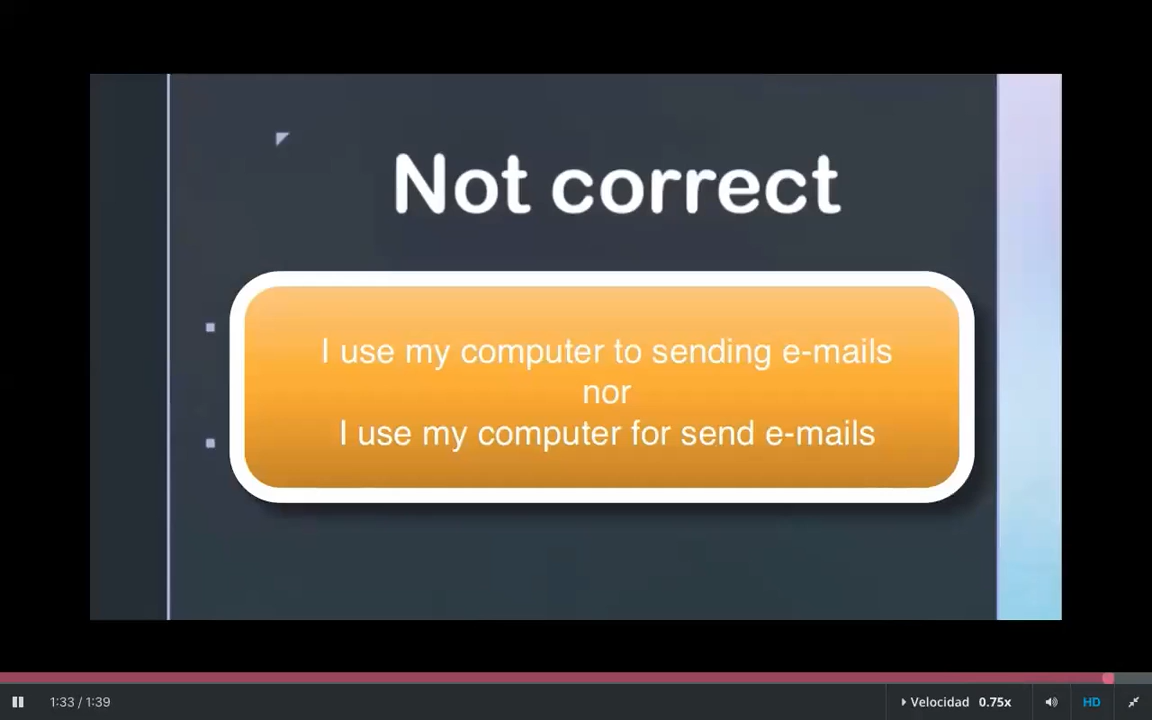 Not correct
I use my computer to sending e-mails
nor
I use my computer for send e-mails
1:33 / 1:39
Velocidad 0.75x
HD